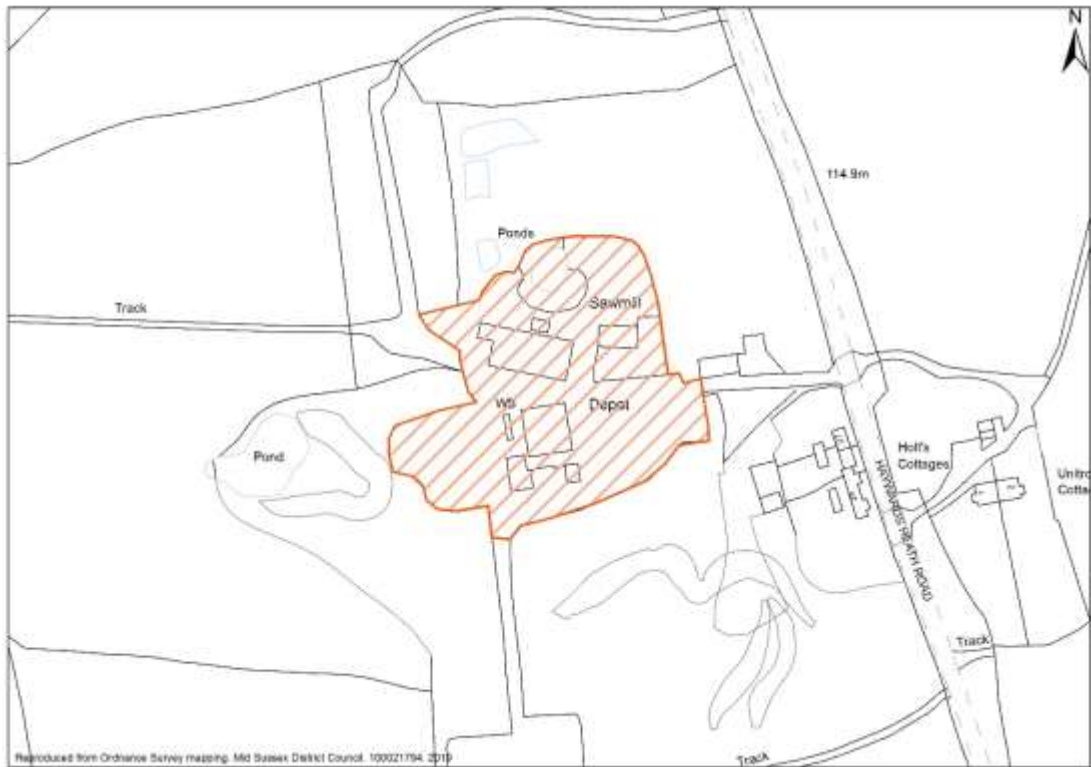 N
114.9m
Ponds
Sawmill
Track
WB
Depot
Pond
Holt's
Cottages
HAYWARDS HEATH ROAD
Track
Track
Reproduced from Ordnance Survey mapping. Mid Sussex District Council. 100021794. 2019